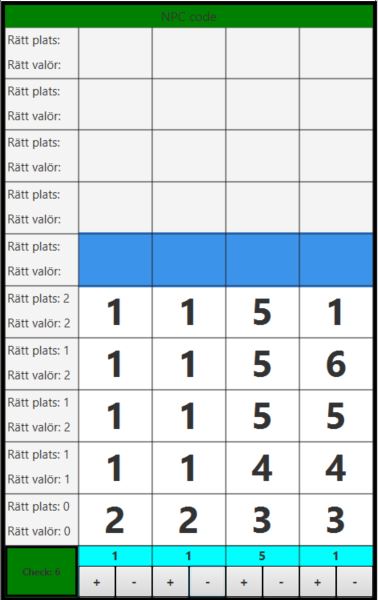 NPC code
Rätt plats:
Rätt valör:
Rätt plats:
Rätt valör:
Rätt plats:
Rätt valör:
Rätt plats:
Rätt valör:
Rätt plats:
Rätt valör:
Rätt plats: 2
Rätt valör: 2
1 1 5 1
Rätt plats: 1
Rätt valör: 2
1 1 5 6
Rätt plats: 1
Rätt valör: 2
1 1 5 5
Rätt plats: 1
Rätt valör: 1
1 1 4 4
Rätt plats: 0
Rätt valör: 0
2 2 3 3
Check: 6
1 1 5 1
+ - + - + - + -